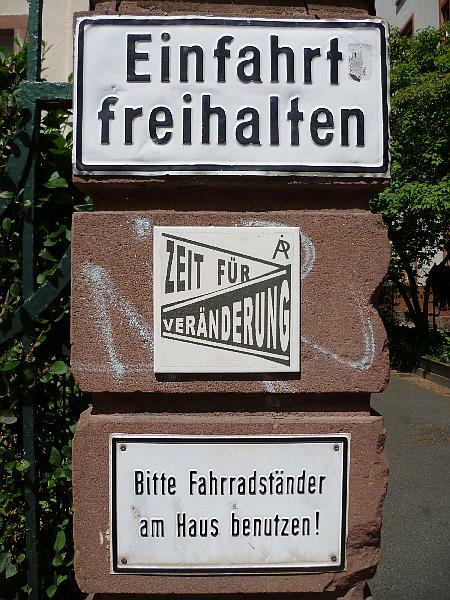 Einfahrt
freihalten
ZEIT FÜR
VERÄNDERUNG
Bitte Fahrradständer
am Haus benutzen!